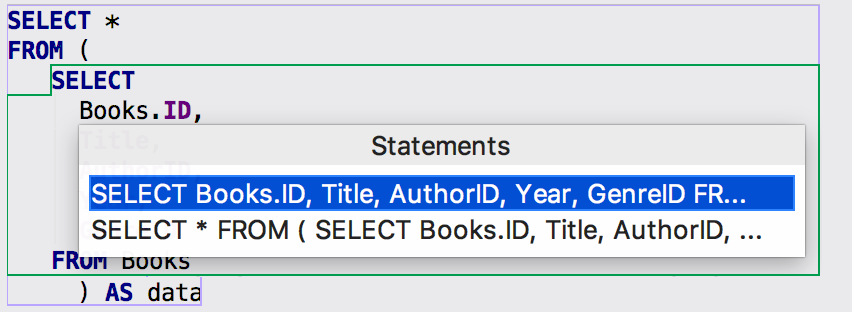 SELECT *
FROM (
SELECT
Books.ID,
Title,
AuthorID,
Statements
SELECT Books.ID, Title, AuthorID, Year, GenreID FR...
SELECT * FROM ( SELECT Books.ID, Title, AuthorID, ...
FROM Books
) AS data